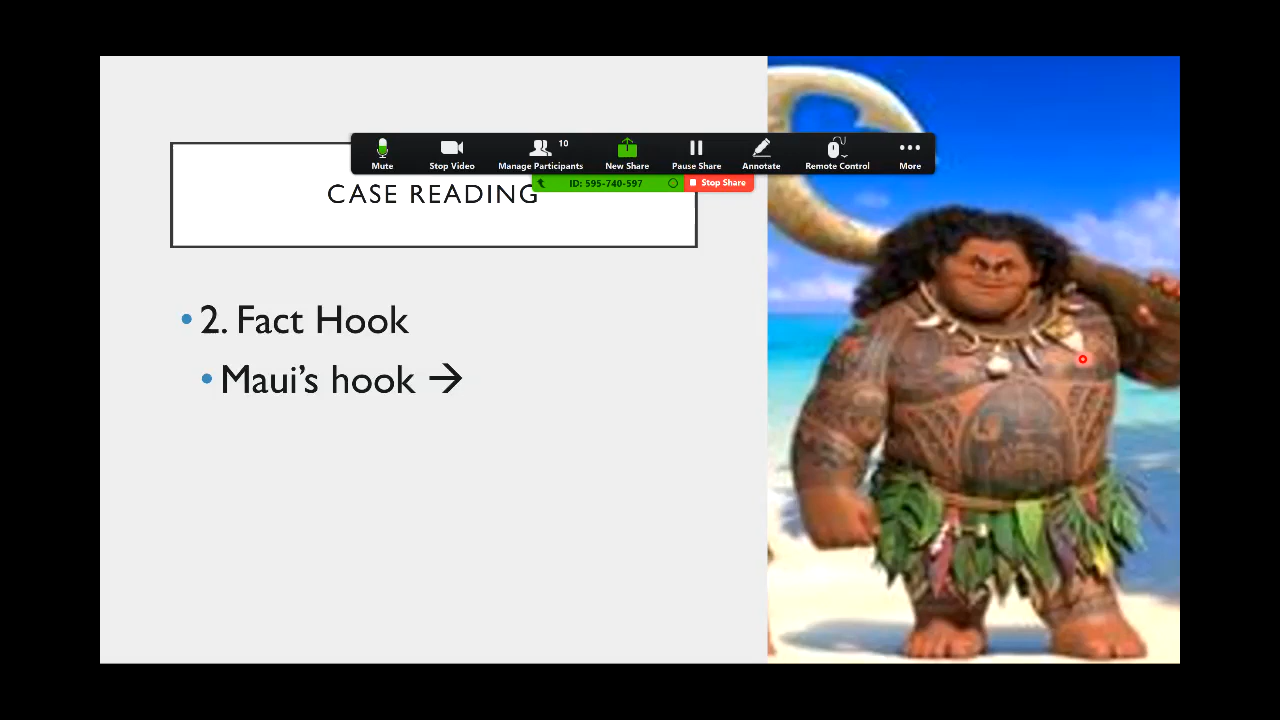 Mute Stop Video Manage Participants 10 New Share Pause Share Annotate Remote Control More
ID: 595-740-597 Stop Share
CASE READING
• 2. Fact Hook
• Maui's hook →